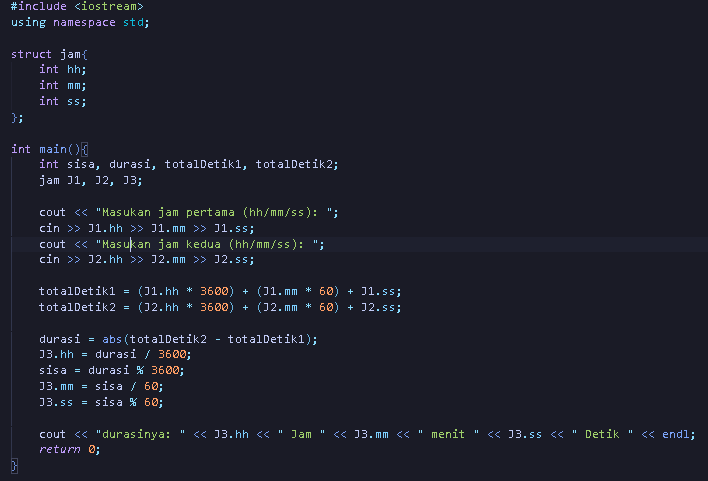 #include <iostream>
using namespace std;
struct jam{
int hh;
int mm;
int ss;
};
int main(){
int sisa, durasi, totalDetik1, totalDetik2;
jam J1, J2, J3;
cout << "Masukan jam pertama (hh/mm/ss): ";
cin >> J1.hh >> J1.mm >> J1.ss;
cout << "Masukan jam kedua (hh/mm/ss): ";
cin >> J2.hh >> J2.mm >> J2.ss;
totalDetik1 = (J1.hh * 3600) + (J1.mm * 60) + J1.ss;
totalDetik2 = (J2.hh * 3600) + (J2.mm * 60) + J2.ss;
durasi = abs(totalDetik2 - totalDetik1);
J3.hh = durasi / 3600;
sisa = durasi % 3600;
J3.mm = sisa / 60;
J3.ss = sisa % 60;
cout << "durasinya: " << J3.hh << " Jam " << J3.mm << " menit " << J3.ss << " Detik " << endl;
return 0;
}